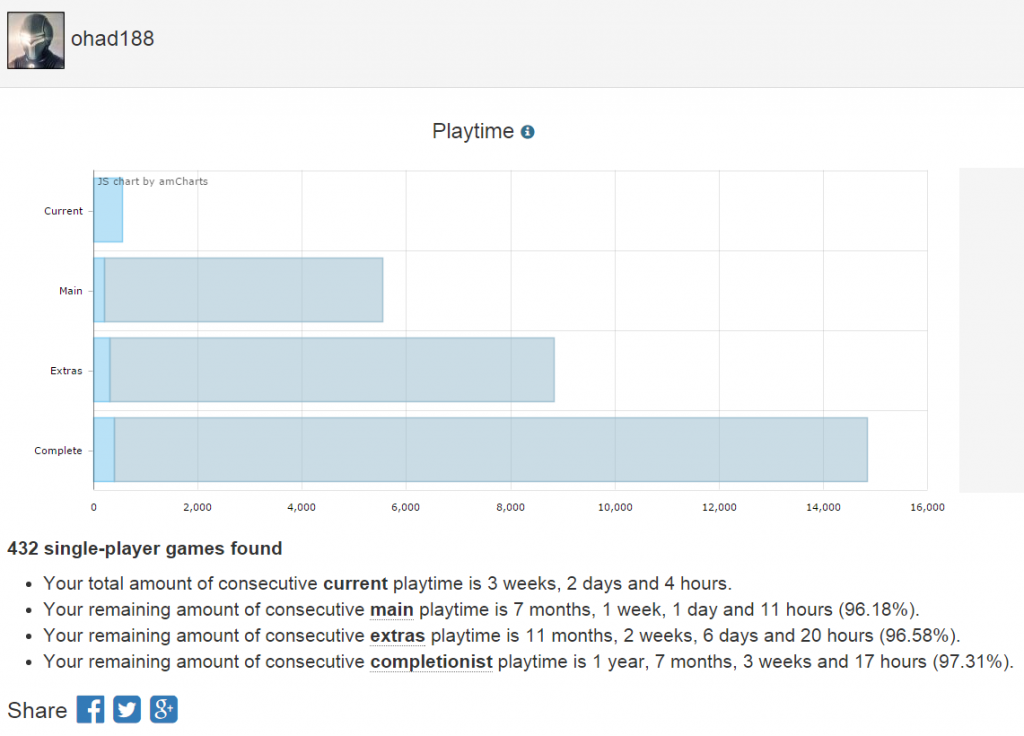 ohad188
Playtime
JS chart by amCharts
Current
Main
Extras
Complete
0 2,000 4,000 6,000 8,000 10,000 12,000 14,000 16,000
432 single-player games found
• Your total amount of consecutive current playtime is 3 weeks, 2 days and 4 hours.
• Your remaining amount of consecutive main playtime is 7 months, 1 week, 1 day and 11 hours (96.18%).
• Your remaining amount of consecutive extras playtime is 11 months, 2 weeks, 6 days and 20 hours (96.58%).
• Your remaining amount of consecutive completionist playtime is 1 year, 7 months, 3 weeks and 17 hours (97.31%).
Share